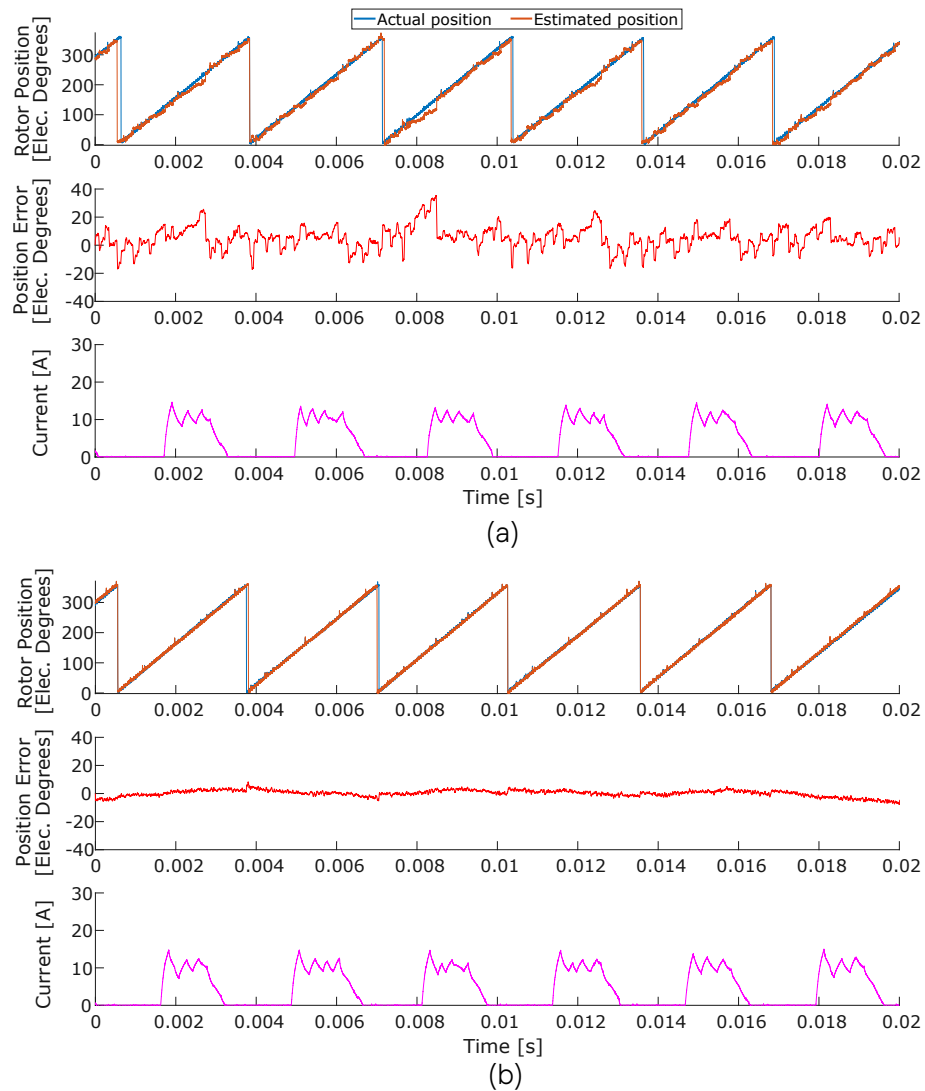 Actual position Estimated position
Rotor Position
[Elec. Degrees]
300
200
100
0
0 0.002 0.004 0.006 0.008 0.01 0.012 0.014 0.016 0.018 0.02
Position Error
[Elec. Degrees]
40
20
0
-20
-40
0 0.002 0.004 0.006 0.008 0.01 0.012 0.014 0.016 0.018 0.02
Current [A]
30
20
10
0
0 0.002 0.004 0.006 0.008 0.01 0.012 0.014 0.016 0.018 0.02
Time [s]
(a)
Rotor Position
[Elec. Degrees]
300
200
100
0
0 0.002 0.004 0.006 0.008 0.01 0.012 0.014 0.016 0.018 0.02
Position Error
[Elec. Degrees]
40
20
0
-20
-40
0 0.002 0.004 0.006 0.008 0.01 0.012 0.014 0.016 0.018 0.02
Current [A]
30
20
10
0
0 0.002 0.004 0.006 0.008 0.01 0.012 0.014 0.016 0.018 0.02
Time [s]
(b)